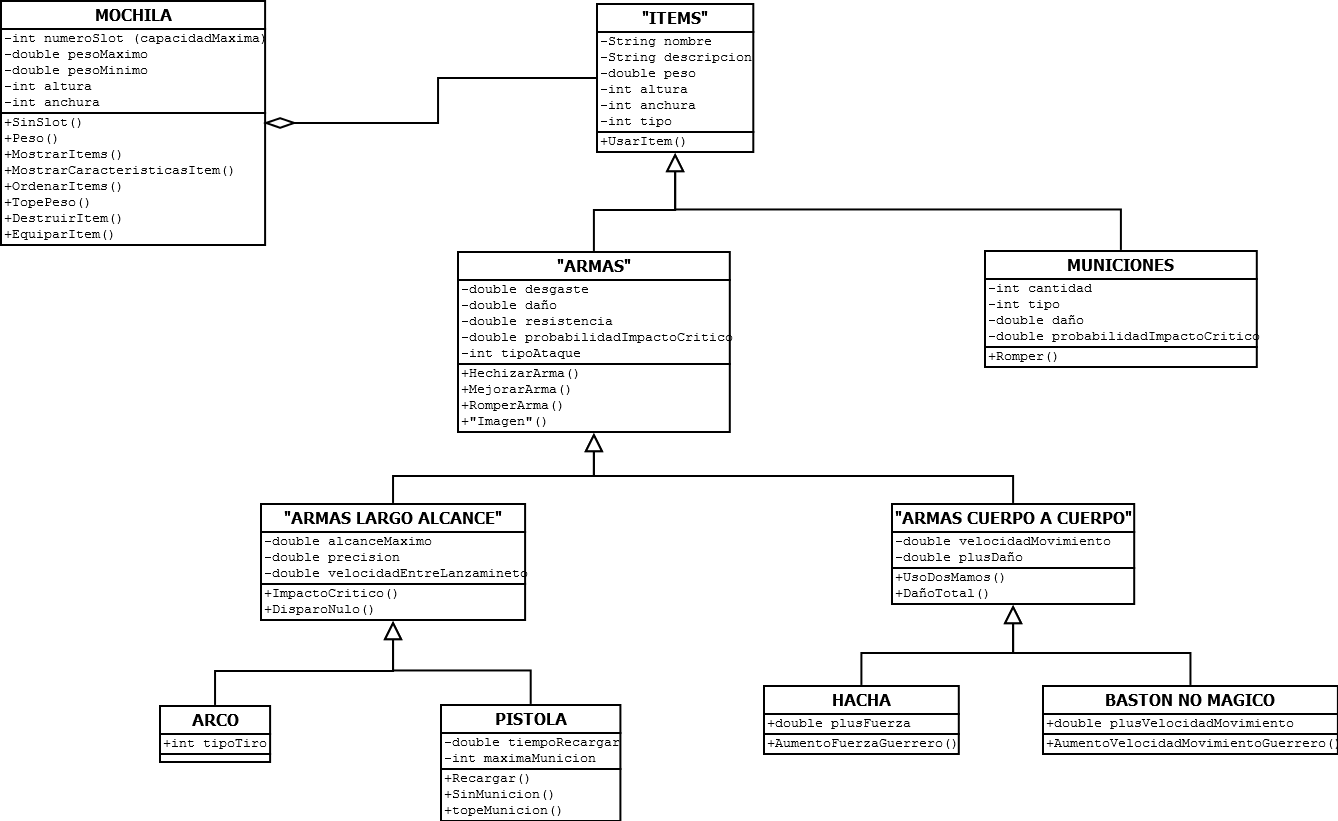 MOCHILA
-int numeroSlot (capacidadMaxima)
-double pesoMaximo
-double pesoMinimo
-int altura
-int anchura
+SinSlot()
+Peso()
+MostrarItems()
+MostrarCaracteristicasItem()
+OrdenarItems()
+TopePeso()
+DestruirItem()
+EquiparItem()
"ITEMS"
-String nombre
-String descripcion
-double peso
-int altura
-int anchura
-int tipo
+UsarItem()
"ARMAS"
-double desgaste
-double daño
-double resistencia
-double probabilidadImpactoCritico
-int tipoAtaque
+HechizarArma()
+MejorarArma()
+RomperArma()
+"Imagen"()
MUNICIONES
-int cantidad
-int tipo
-double daño
-double probabilidadImpactoCritico
+Romper()
"ARMAS LARGO ALCANCE"
-double alcanceMaximo
-double precision
-double velocidadEntreLanzamineto
+ImpactoCritico()
+DisparoNulo()
"ARMAS CUERPO A CUERPO"
-double velocidadMovimiento
-double plusDaño
+UsoDosMamos()
+DañoTotal()
ARCO
+int tipoTiro
PISTOLA
-double tiempoRecargar
-int maximaMunicion
+Recargar()
+SinMunicion()
+topeMunicion()
HACHA
+double plusFuerza
+AumentoFuerzaGuerrero()
BASTON NO MAGICO
+double plusVelocidadMovimiento
+AumentoVelocidadMovimientoGuerrero()